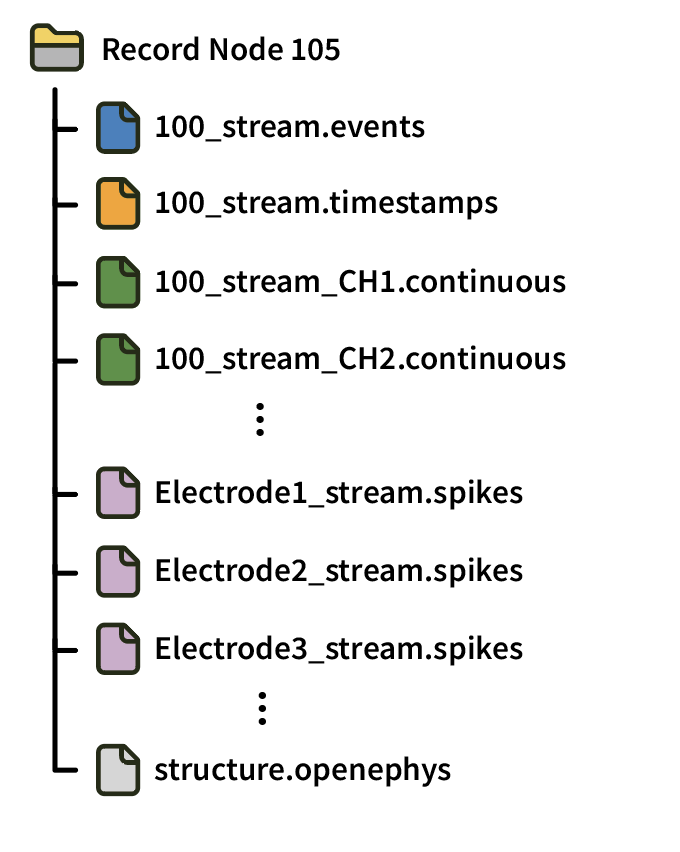 Record Node 105
100_stream.events
100_stream.timestamps
100_stream_CH1.continuous
100_stream_CH2.continuous
Electrode1_stream.spikes
Electrode2_stream.spikes
Electrode3_stream.spikes
structure.openephys